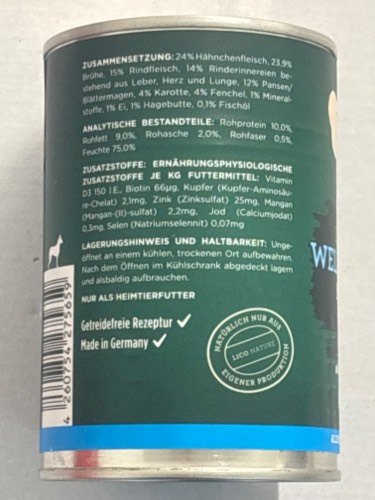 ZUSAMMENSETZUNG: 24% Hähnchenfleisch, 23,9%
Brühe, 15% Rindfleisch, 14% Rinderinnereien be-
stehend aus Leber, Herz und Lunge, 12% Pansen/
Blättermagen, 4% Karotte, 4% Fenchel, 1% Mineral-
stoffe, 1% Ei, 1% Hagebutte, 0,1% Fischöl
ANALYTISCHE BESTANDTEILE: Rohprotein 10,0%,
Rohfett 9,0%, Rohasche 2,0%, Rohfaser 0,5%,
Feuchte 75,0%
ZUSATZSTOFFE: ERNÄHRUNGSPHYSIOLOGISCHE
ZUSATZSTOFFE JE KG FUTTERMITTEL: Vitamin
D3 150 I.E., Biotin 66µg, Kupfer (Kupfer-Aminosäu-
re-Chelat) 2,1mg, Zink (Zinksulfat) 25mg, Mangan
(Mangan-(II)-sulfat) 2,2mg, Jod (Calciumjodat)
0,3mg, Selen (Natriumselennit) 0,07mg
LAGERUNGSHINWEIS UND HALTBARKEIT: Unge-
öffnet an einem kühlen, trockenen Ort aufbewahren.
Nach dem Öffnen im Kühlschrank abgedeckt lagern
und alsbaldig aufbrauchen.
NUR ALS HEIMTIERFUTTER
Getreidefreie Rezeptur ✓
Made in Germany ✓
NATÜRLICH NUR AUS
LICO NATURE
EIGENER PRODUKTION
4 260754 275659